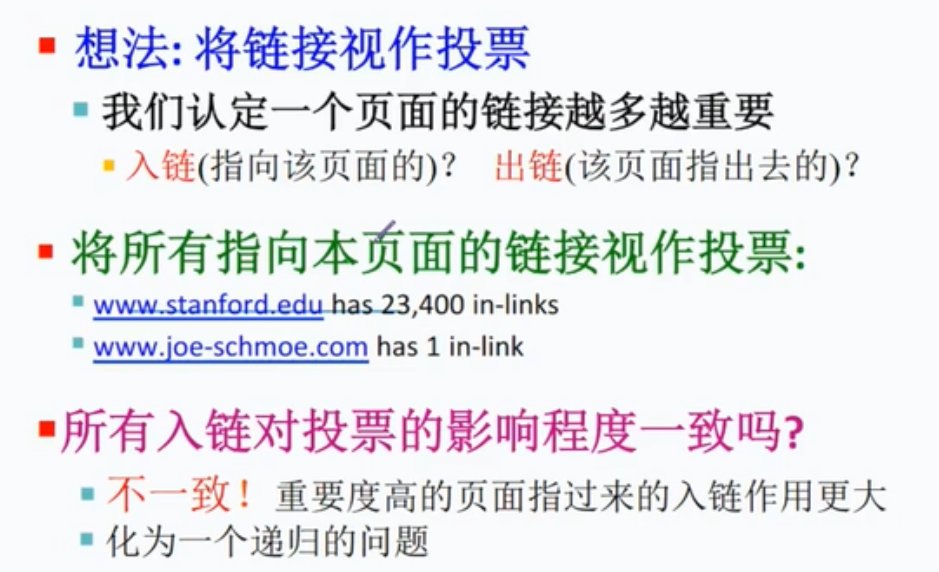 想法: 将链接视作投票
我们认定一个页面的链接越多越重要
入链(指向该页面的)? 出链(该页面指出去的)?
将所有指向本页面的链接视作投票:
www.stanford.edu has 23,400 in-links
www.joe-schmoe.com has 1 in-link
所有入链对投票的影响程度一致吗?
不一致! 重要度高的页面指过来的入链作用更大
化为一个递归的问题